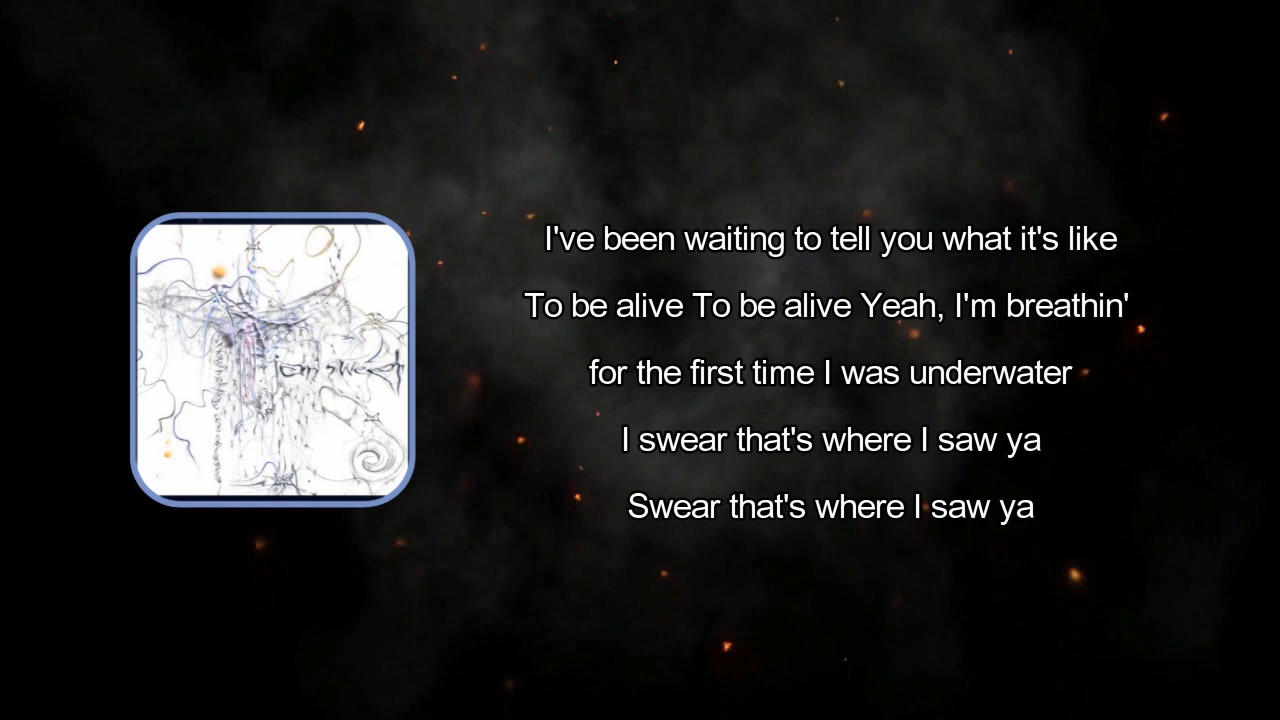 I've been waiting to tell you what it's like
To be alive To be alive Yeah, I'm breathin'
for the first time I was underwater
I swear that's where I saw ya
Swear that's where I saw ya